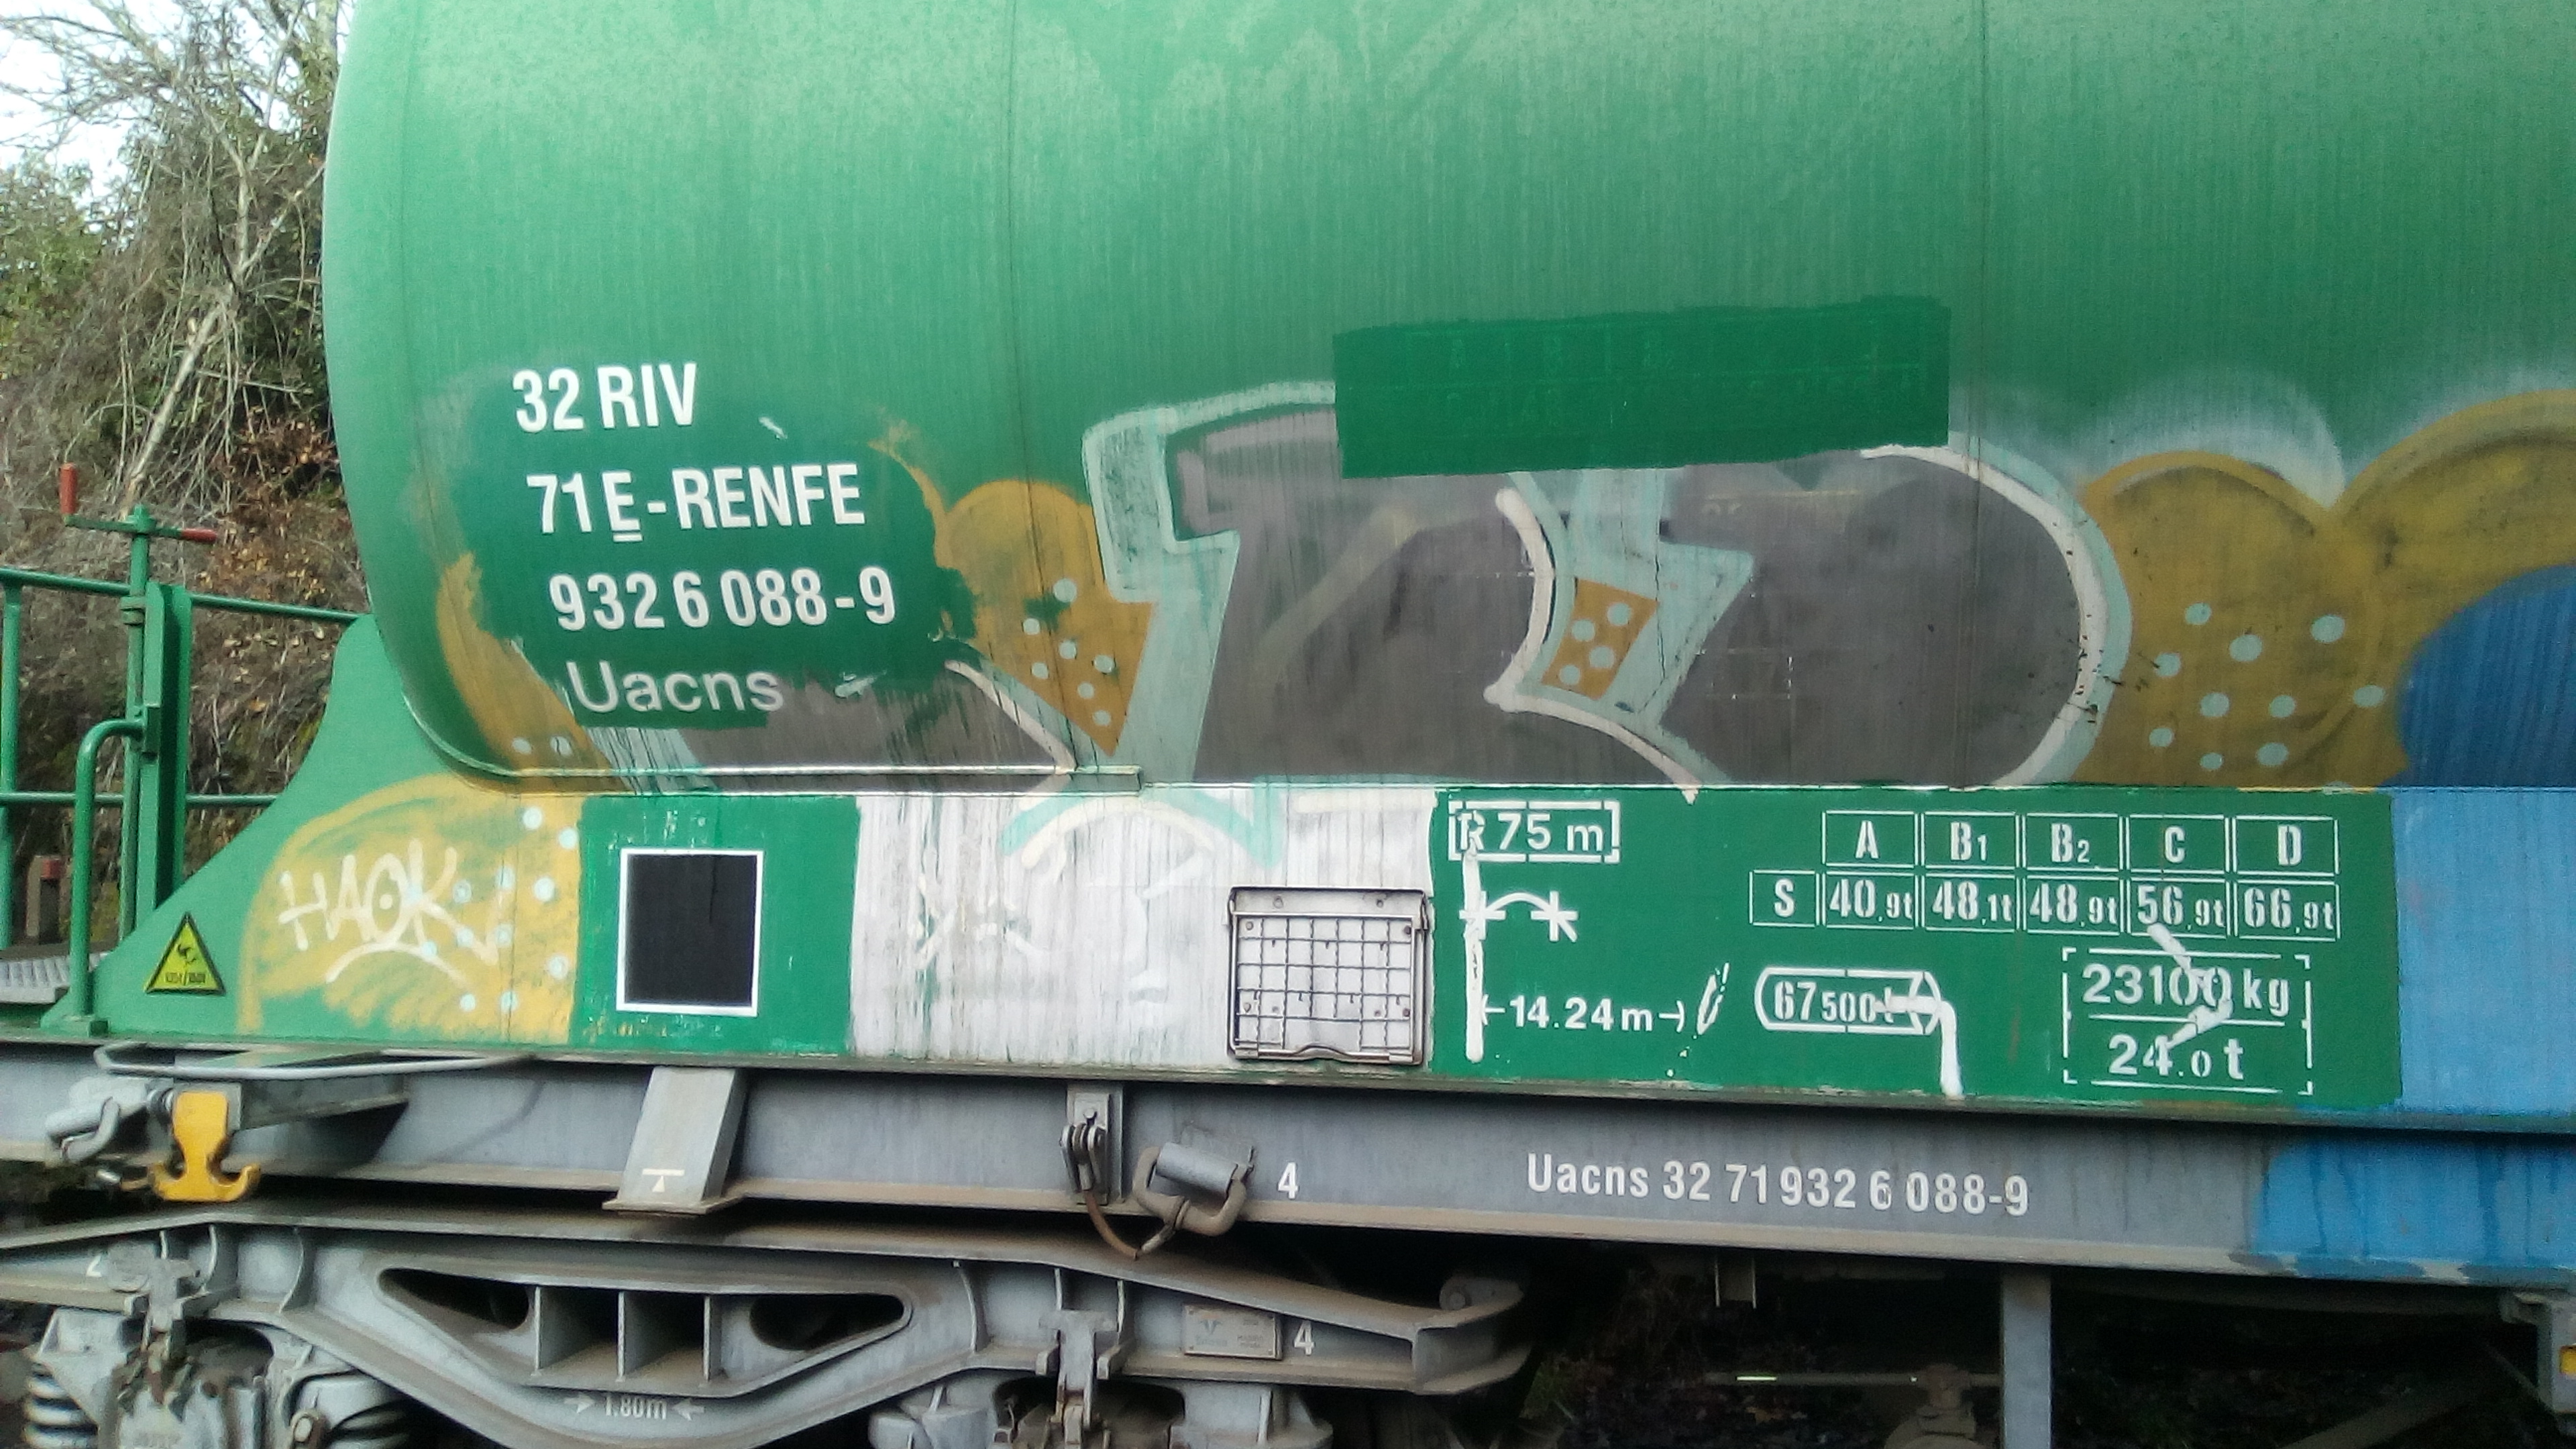 32 RIV
71 E-RENFE
932 6 088-9
Uacns
HAOK
R 75 m
A B1 B2 C D
S 40,9t 48,1t 48,9t 56,9t 66,9t
14.24m
67500
23100 kg
24.0 t
4
Uacns 32 71 932 6 088-9
4
1.80m